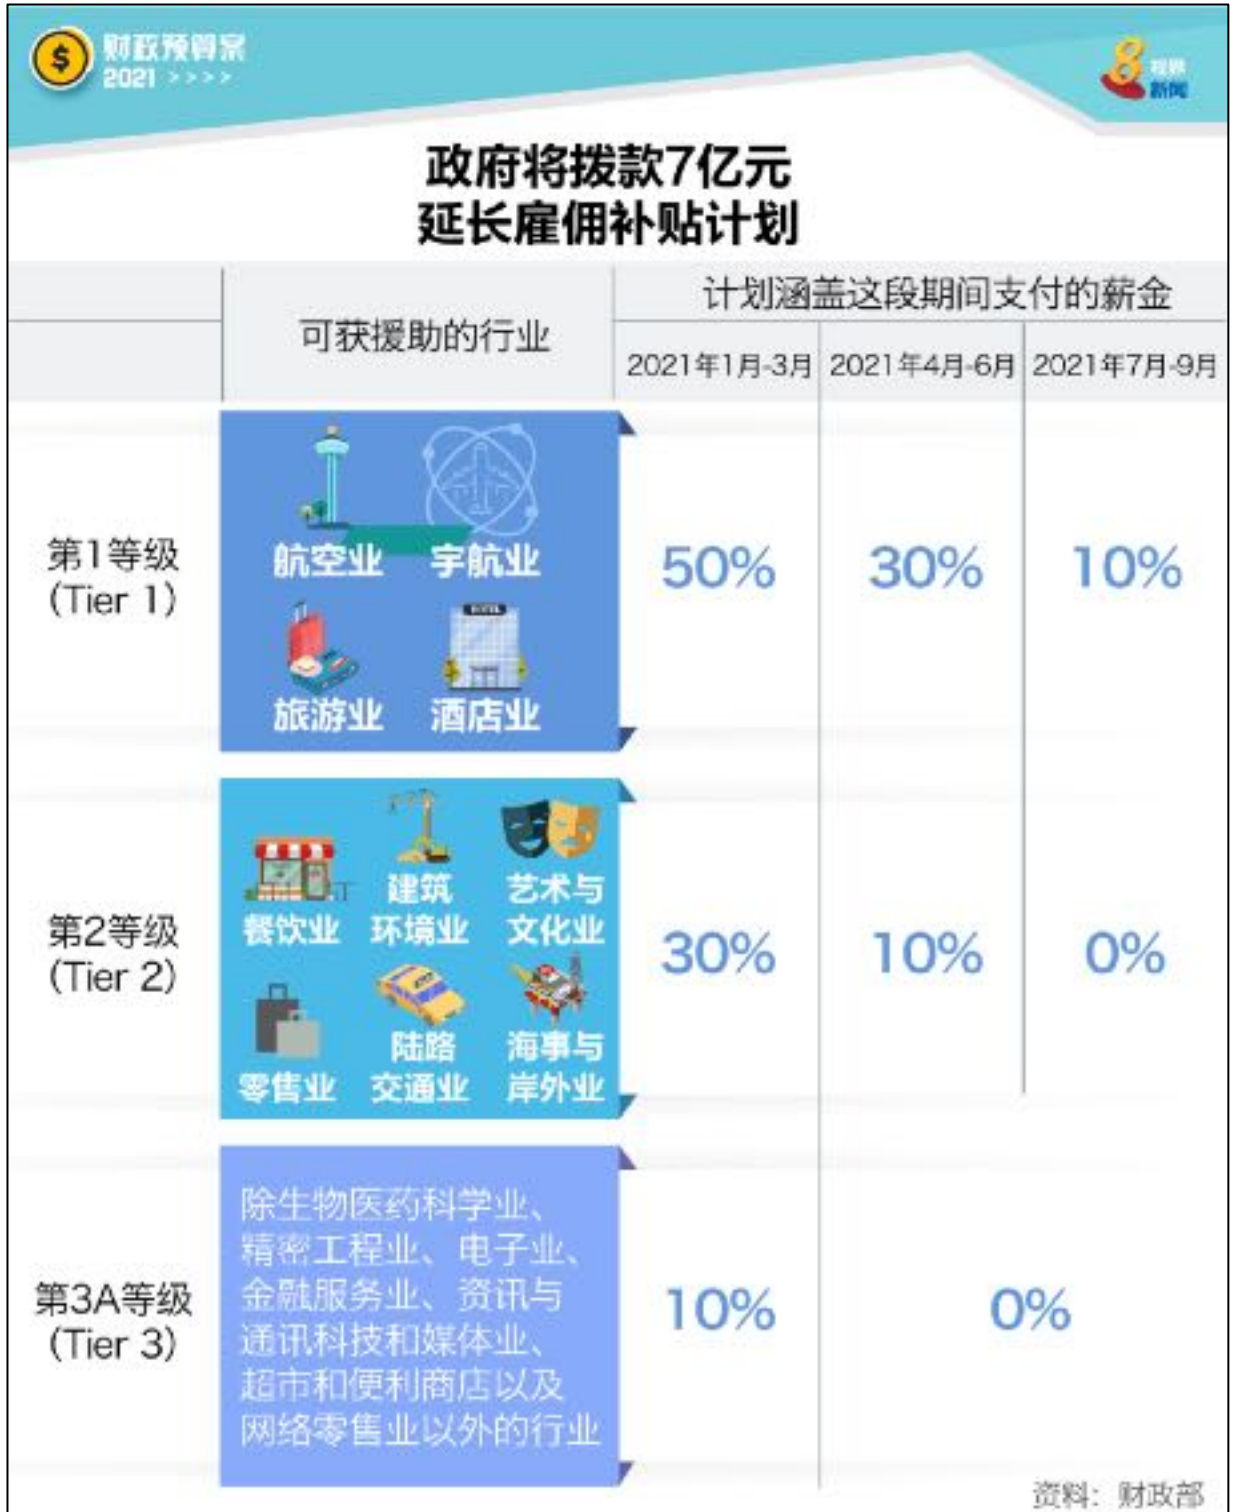 财政预算案
2021 >>>>
8
视界
新闻
政府将拨款7亿元
延长雇佣补贴计划
可获援助的行业
计划涵盖这段期间支付的薪金
2021年1月-3月 2021年4月-6月 2021年7月-9月
第1等级
(Tier 1)
航空业 宇航业
HOTEL
旅游业 酒店业
50% 30% 10%
第2等级
(Tier 2)
建筑 艺术与
餐饮业 环境业 文化业
陆路 海事与
零售业 交通业 岸外业
30% 10% 0%
第3A等级
(Tier 3)
除生物医药科学业、
精密工程业、电子业、
金融服务业、资讯与
通讯科技和媒体业、
超市和便利商店以及
网络零售业以外的行业
10% 0%
资料：财政部